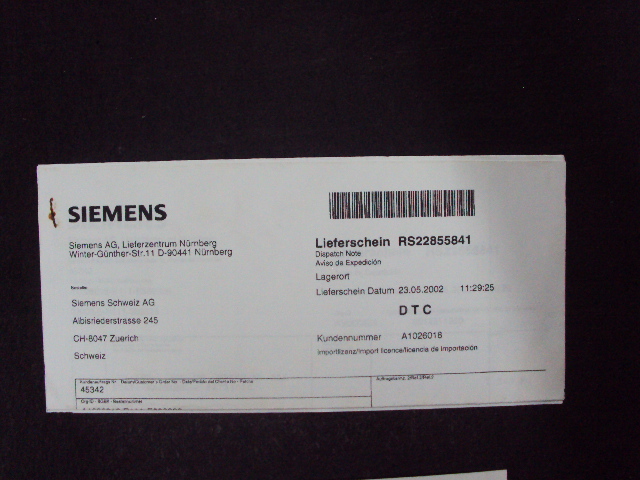 SIEMENS
Siemens AG, Lieferzentrum Nürnberg
Winter-Günther-Str.11 D-90441 Nürnberg
Lieferschein RS22855841
Dispatch Note
Aviso de Expedición
Lagerort
Lieferschein Datum 23.05.2002 11:29:25
DTC
Siemens Schweiz AG
Albisriederstrasse 245
CH-8047 Zuerich
Schweiz
Kundennummer A1026016
Importlizenz/Import licence/licencia de importación
45342